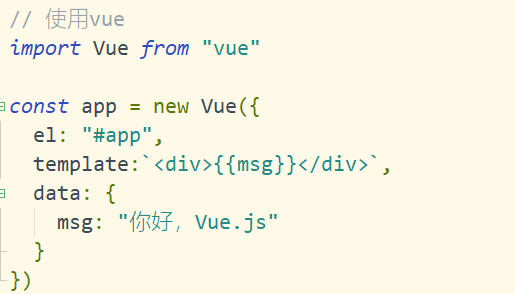 // 使用vue
import Vue from "vue"
const app = new Vue({
el: "#app",
template:`<div>{{msg}}</div>`,
data: {
msg: "你好，Vue.js"
}
})